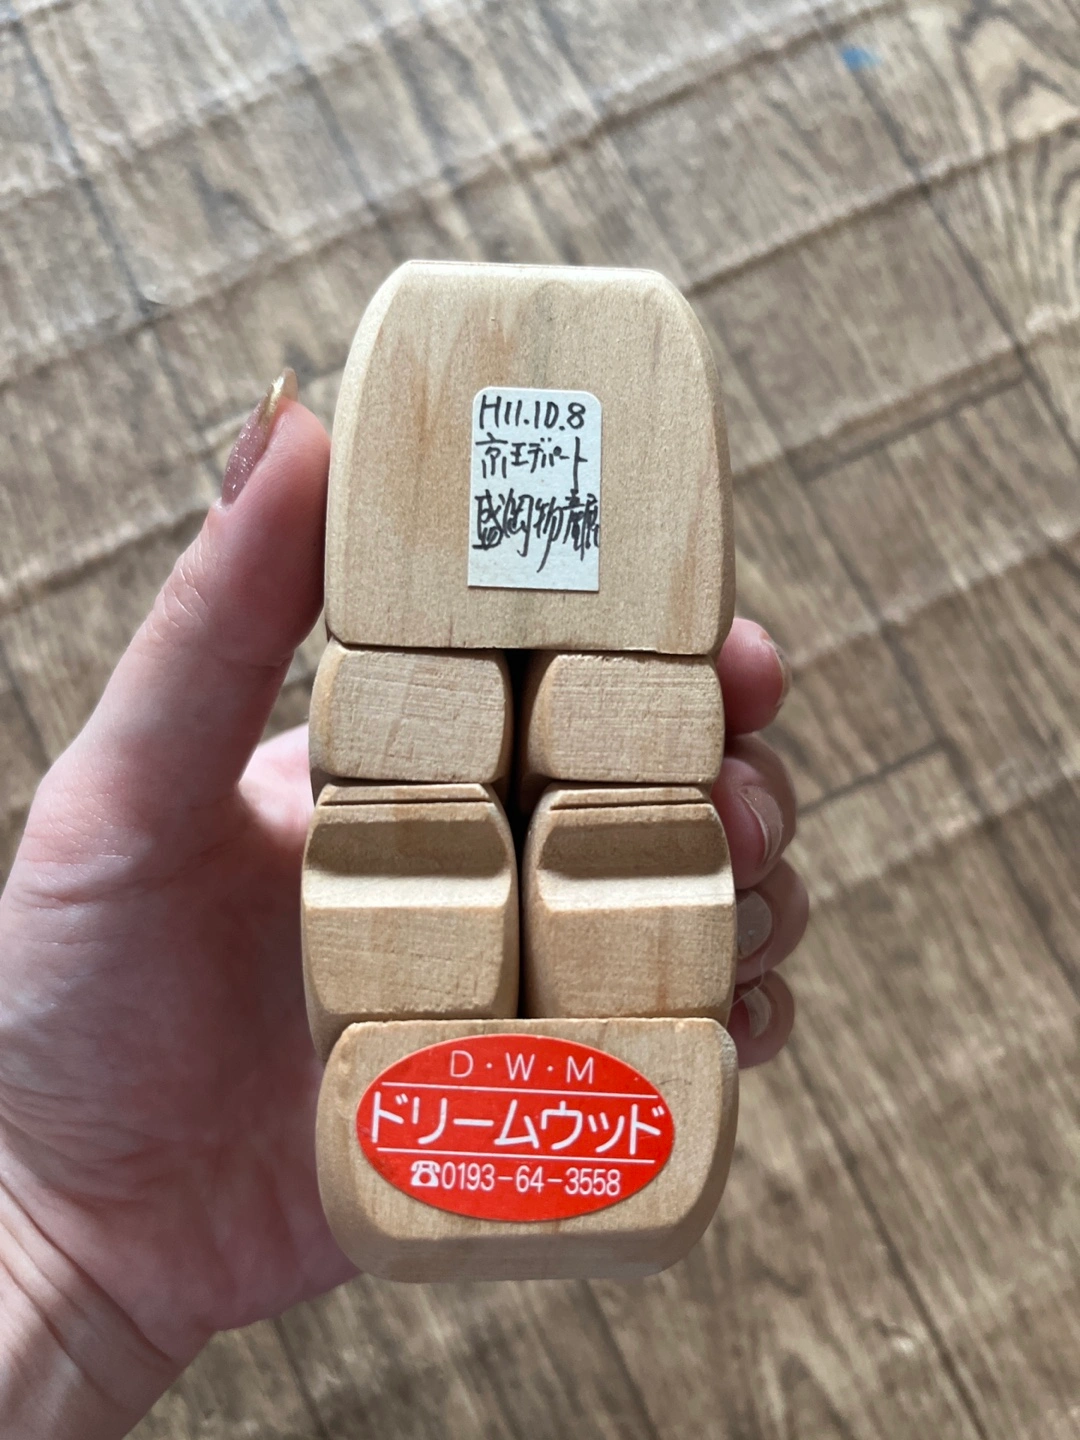 H11.10.8
京王デパート
盛岡物産展
D・W・M
ドリームウッド
☎0193-64-3558